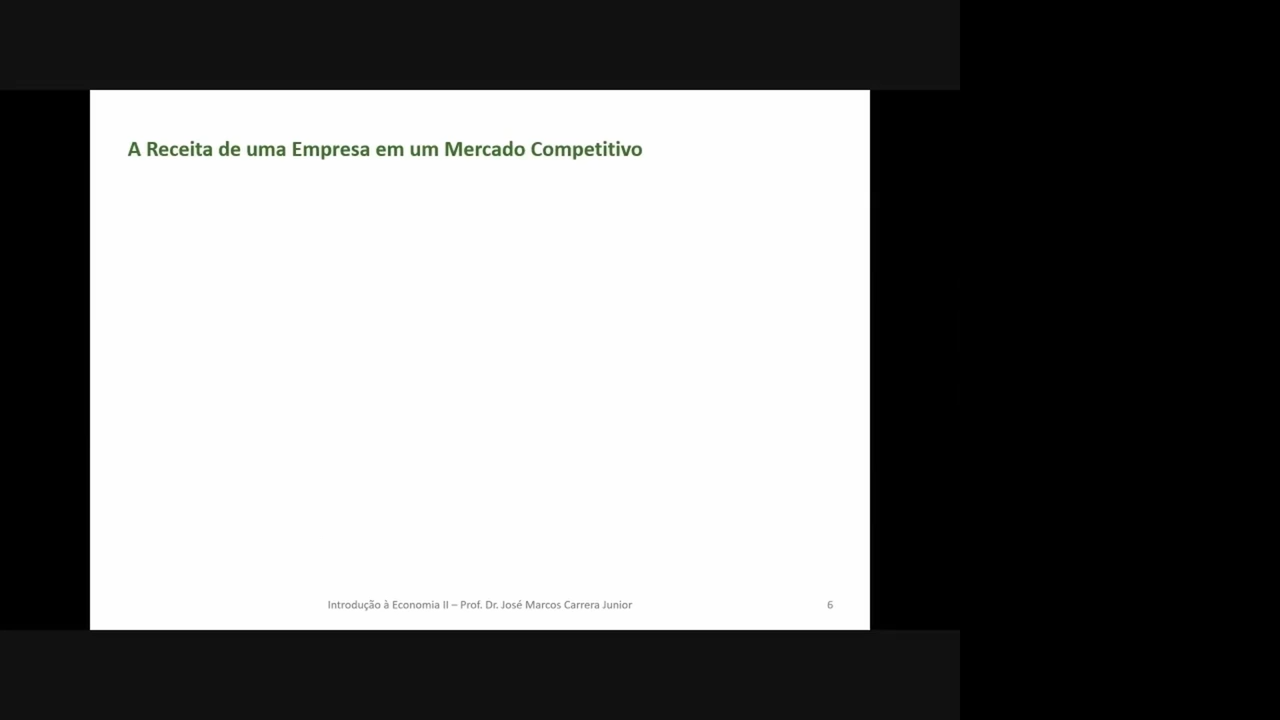 A Receita de uma Empresa em um Mercado Competitivo
Introdução à Economia II – Prof. Dr. José Marcos Carrera Junior
6